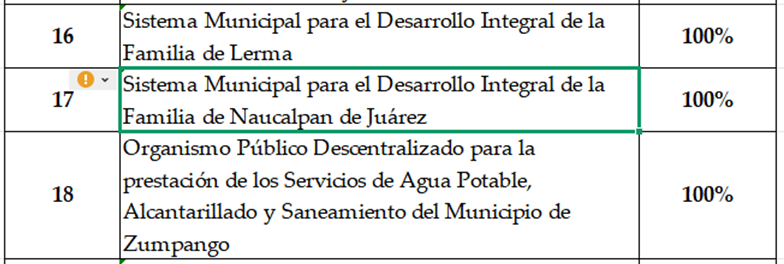 16
Sistema Municipal para el Desarrollo Integral de la
Familia de Lerma
100%
17
Sistema Municipal para el Desarrollo Integral de la
Familia de Naucalpan de Juárez
100%
18
Organismo Público Descentralizado para la
prestación de los Servicios de Agua Potable,
Alcantarillado y Saneamiento del Municipio de
Zumpango
100%